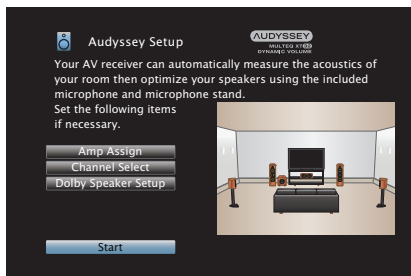 Audyssey Setup
AUDYSSEY
MULTEQ XT32
DYNAMIC VOLUME
Your AV receiver can automatically measure the acoustics of
your room then optimize your speakers using the included
microphone and microphone stand.
Set the following items
if necessary.
Amp Assign
Channel Select
Dolby Speaker Setup
Start